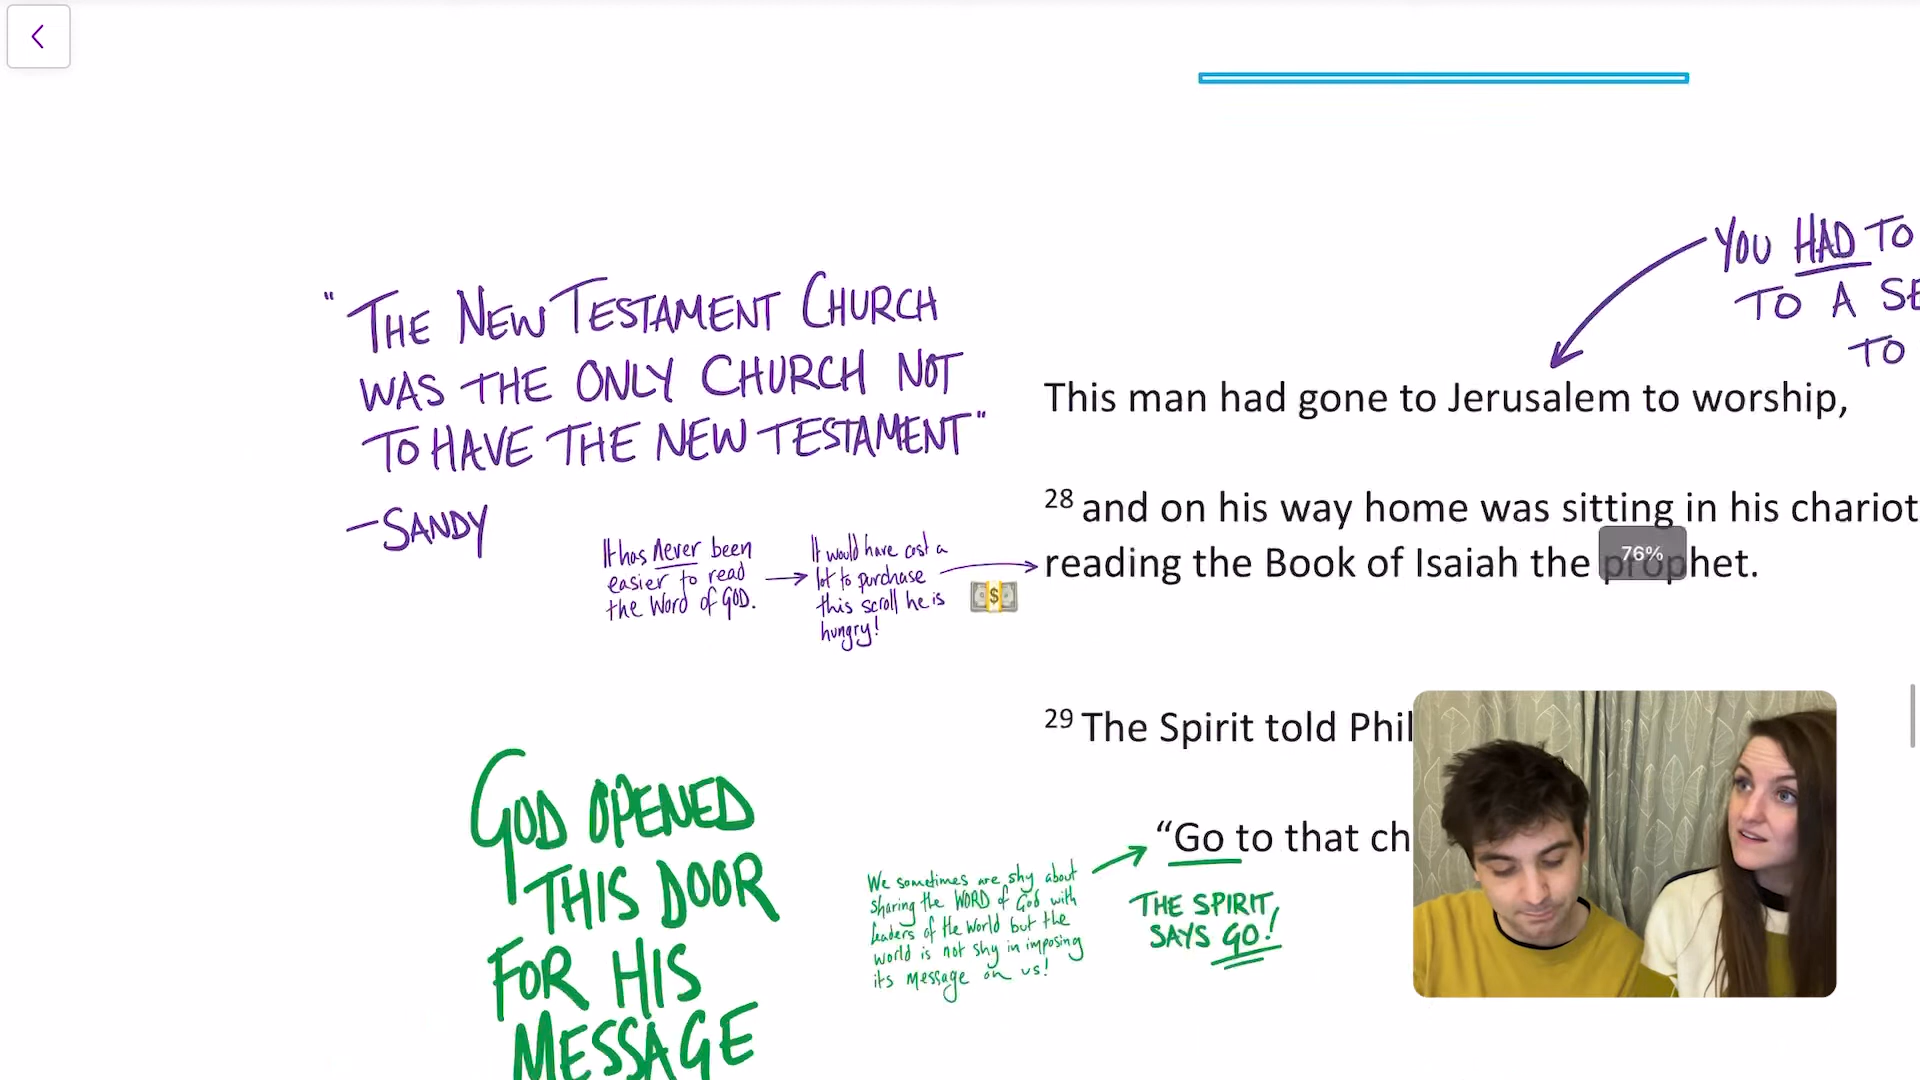 "THE NEW TESTAMENT CHURCH
WAS THE ONLY CHURCH NOT
TO HAVE THE NEW TESTAMENT"
-SANDY
YOU HAD TO
TO A SE
TO
This man had gone to Jerusalem to worship,
28 and on his way home was sitting in his chariot
reading the Book of Isaiah the prophet.
76%
It has never been
easier to read
the Word of GOD.
It would have cost a
lot to purchase
this scroll he is
hungry!
29 The Spirit told Phil
"Go to that ch
GOD OPENED
THIS DOOR
FOR HIS
MESSAGE
We sometimes are shy about
sharing the WORD of God with
leaders of the World but the
world is not shy in imposing
its message on us!
THE SPIRIT
SAYS GO!